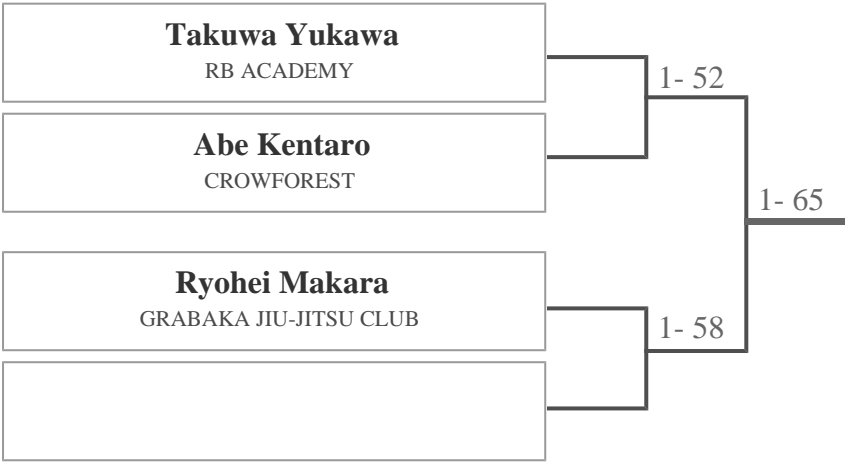 Takuwa Yukawa
RB ACADEMY
1- 52
Abe Kentaro
CROWFOREST
1- 65
Ryohei Makara
GRABAKA JIU-JITSU CLUB
1- 58